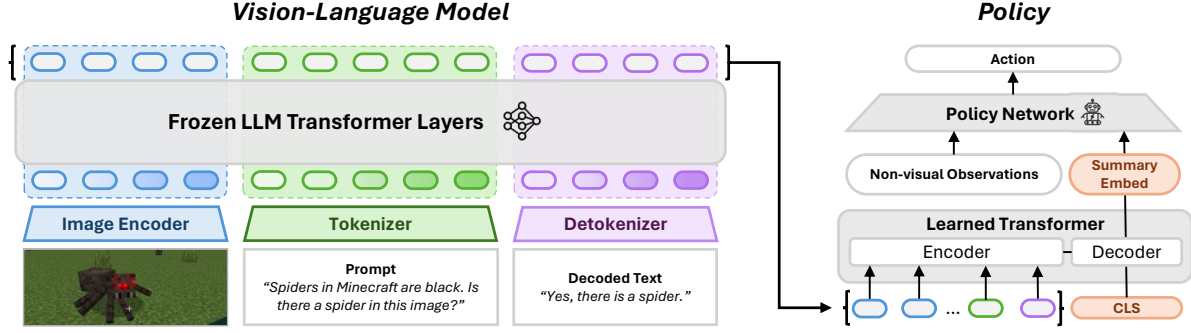 Vision-Language Model
Frozen LLM Transformer Layers
Image Encoder
Tokenizer
Detokenizer
Prompt
“Spiders in Minecraft are black. Is
there a spider in this image?”
Decoded Text
“Yes, there is a spider.”
Policy
Action
Policy Network
Non-visual Observations
Summary
Embed
Learned Transformer
Encoder
Decoder
...
CLS